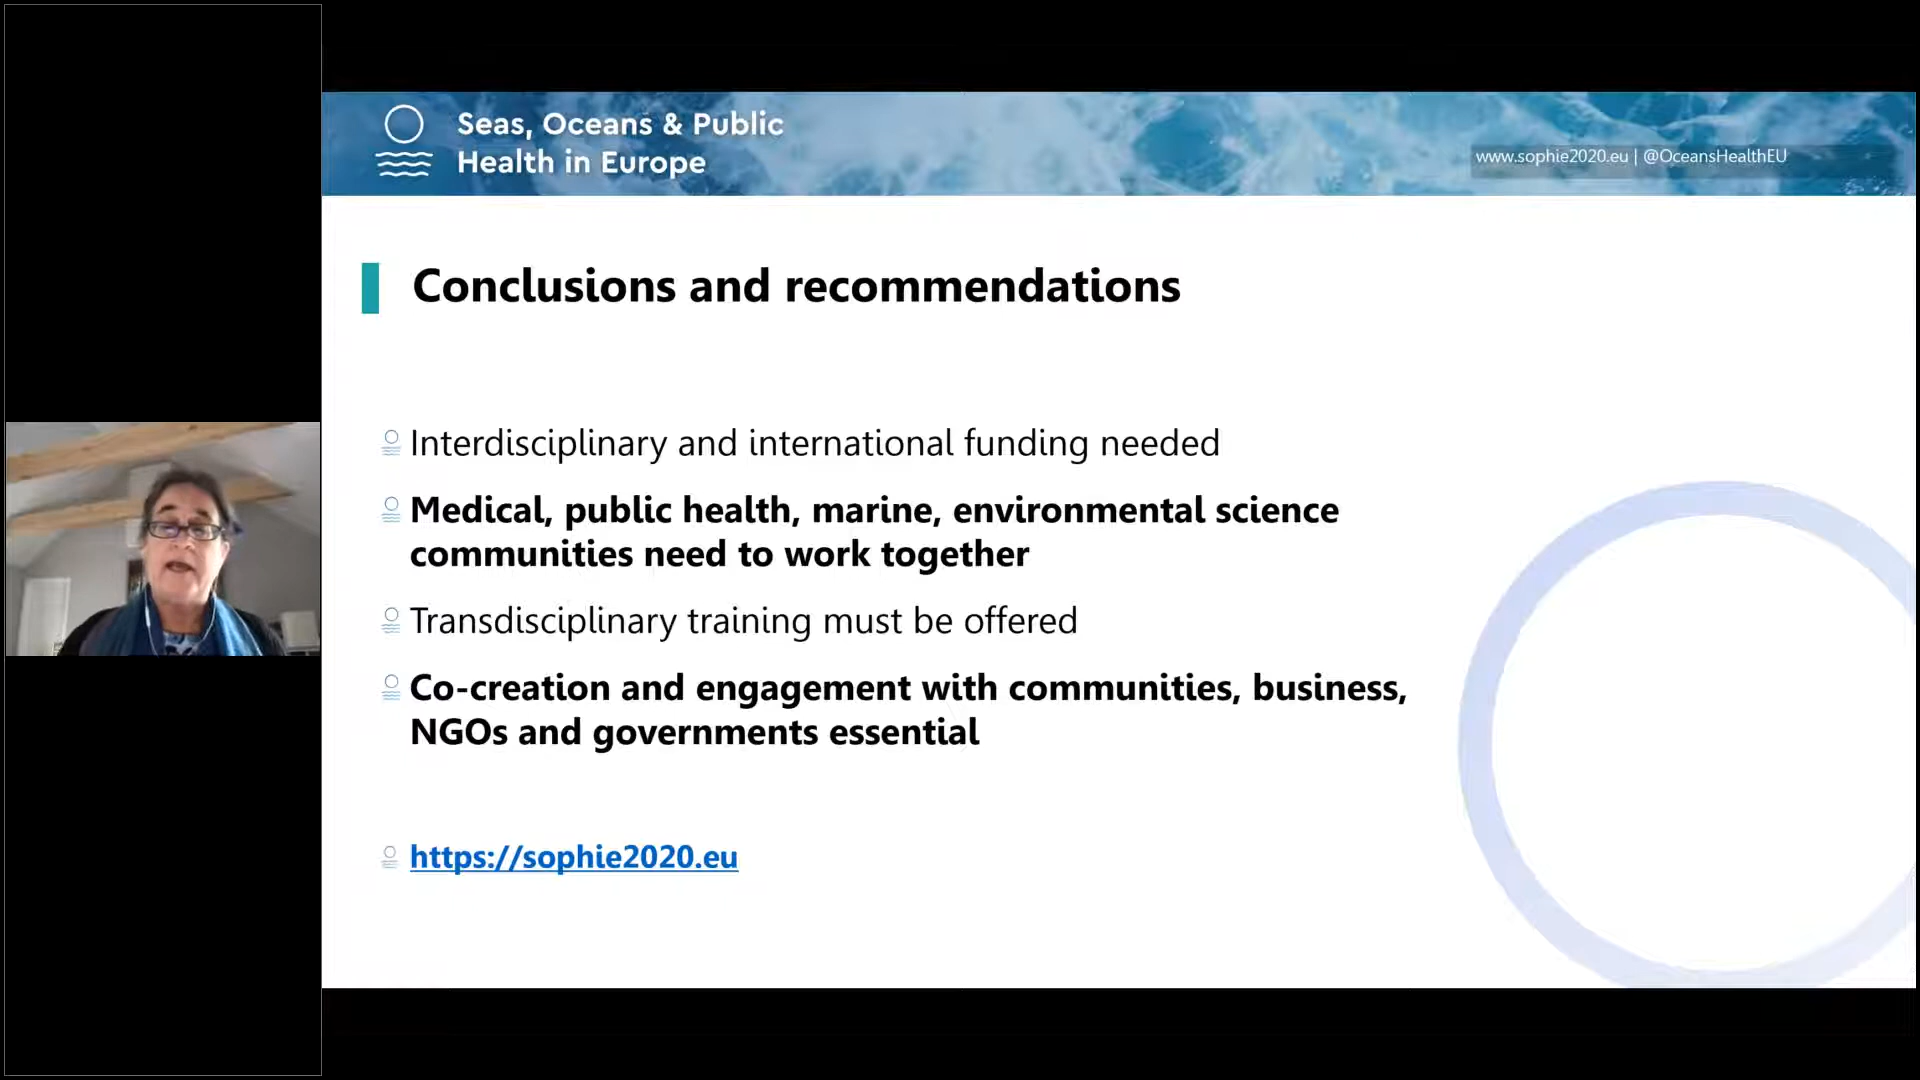 Seas, Oceans & Public
Health in Europe
www.sophie2020.eu | @OceansHealthEU
Conclusions and recommendations
Interdisciplinary and international funding needed
Medical, public health, marine, environmental science
communities need to work together
Transdisciplinary training must be offered
Co-creation and engagement with communities, business,
NGOs and governments essential
https://sophie2020.eu